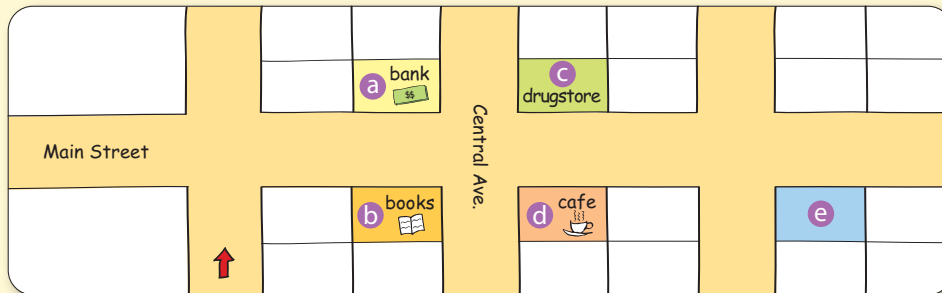 a bank
$$
c
drugstore
Main Street
Central Ave.
b books
d cafe
e